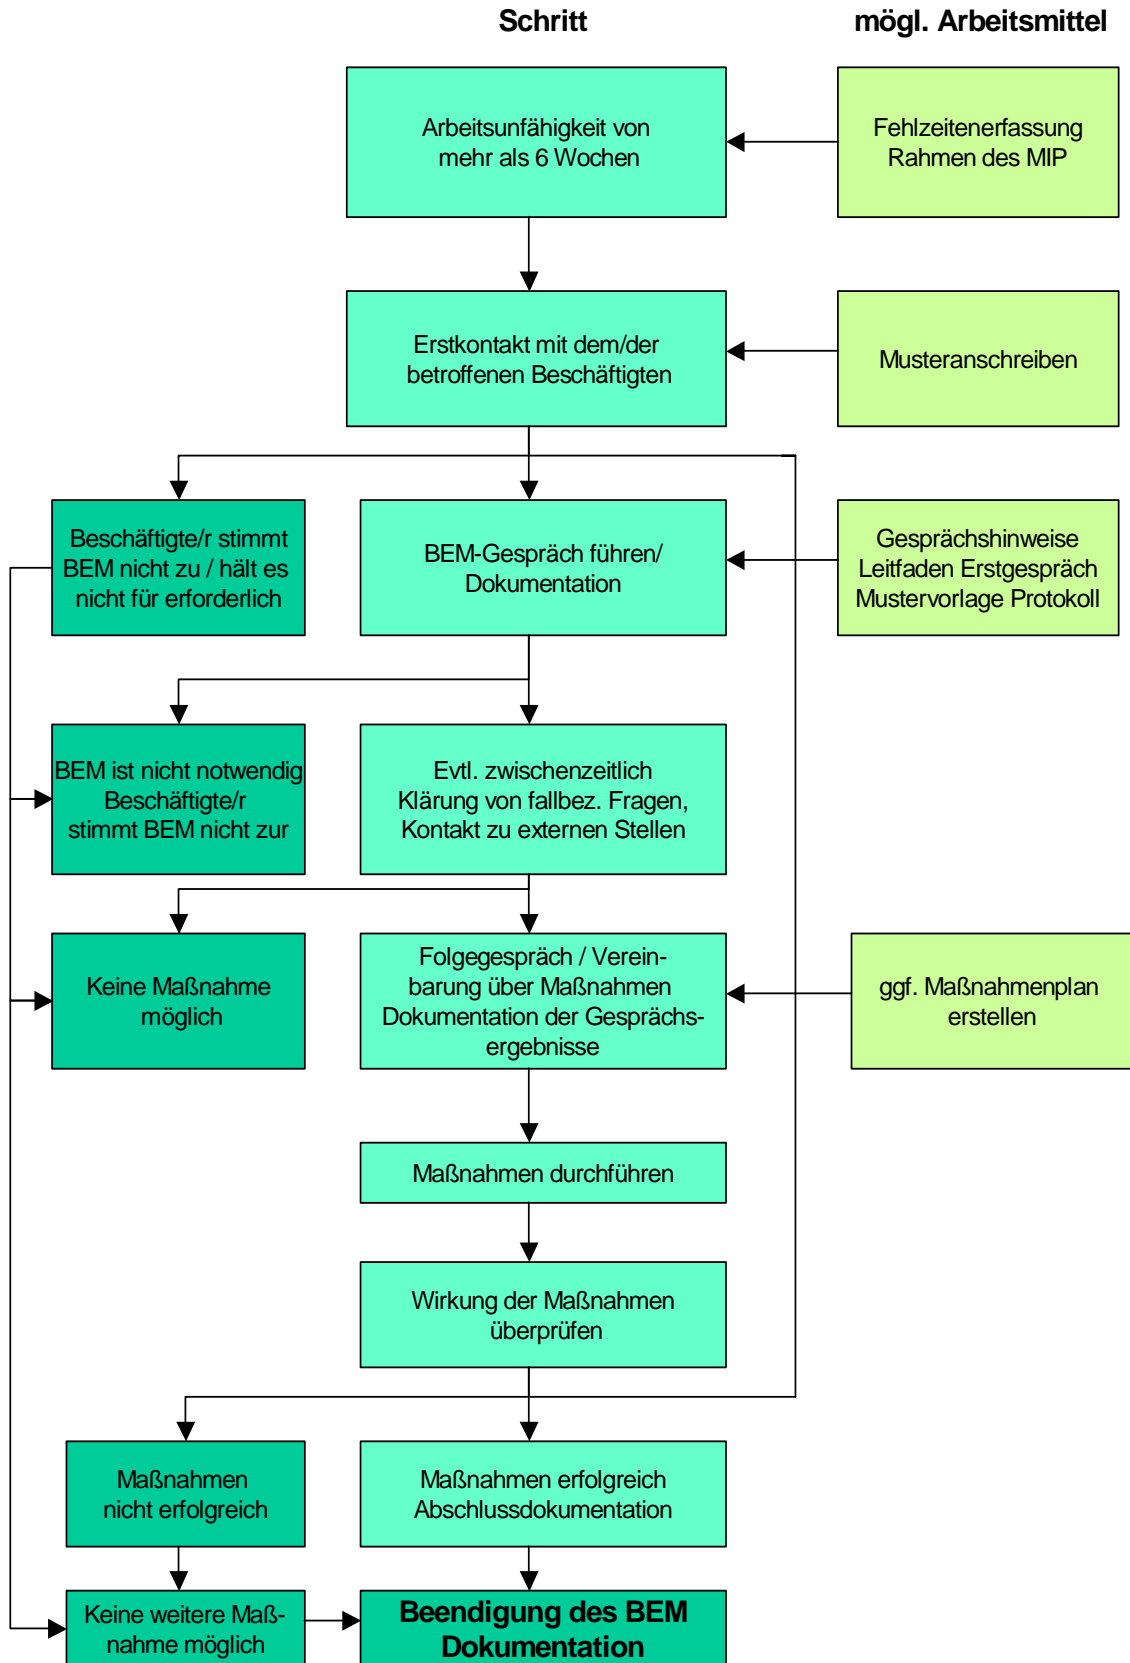 Schritt
mögl. Arbeitsmittel
Arbeitsunfähigkeit von
mehr als 6 Wochen
Fehlzeitenerfassung
Rahmen des MIP
Erstkontakt mit dem/der
betroffenen Beschäftigten
Musteranschreiben
Beschäftigte/r stimmt
BEM nicht zu / hält es
nicht für erforderlich
BEM-Gespräch führen/
Dokumentation
Gesprächshinweise
Leitfaden Erstgespräch
Mustervorlage Protokoll
BEM ist nicht notwendig
Beschäftigte/r
stimmt BEM nicht zur
Evtl. zwischenzeitlich
Klärung von fallbez. Fragen,
Kontakt zu externen Stellen
Keine Maßnahme
möglich
Folgegespräch / Verein-
barung über Maßnahmen
Dokumentation der Gesprächs-
ergebnisse
ggf. Maßnahmenplan
erstellen
Maßnahmen durchführen
Wirkung der Maßnahmen
überprüfen
Maßnahmen
nicht erfolgreich
Maßnahmen erfolgreich
Abschlussdokumentation
Keine weitere Maß-
nahme möglich
Beendigung des BEM
Dokumentation